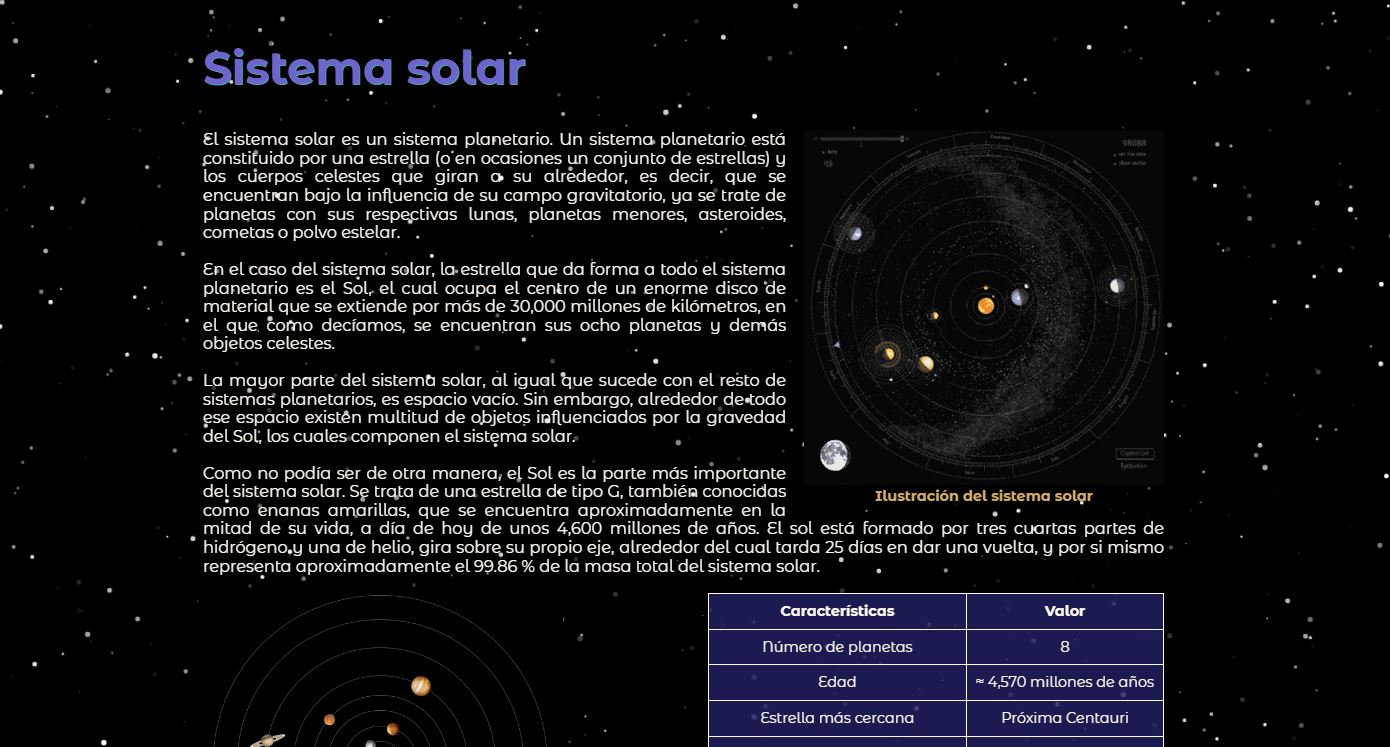 Sistema solar
El sistema solar es un sistema planetario. Un sistema planetario está
constituido por una estrella (o en ocasiones un conjunto de estrellas) y
los cuerpos celestes que giran a su alrededor, es decir, que se
encuentran bajo la influencia de su campo gravitatorio, ya se trate de
planetas con sus respectivas lunas, planetas menores, asteroides,
cometas o polvo estelar.
En el caso del sistema solar, la estrella que da forma a todo el sistema
planetario es el Sol, el cual ocupa el centro de un enorme disco de
material que se extiende por más de 30,000 millones de kilómetros, en
el que como decíamos, se encuentran sus ocho planetas y demás
objetos celestes.
La mayor parte del sistema solar, al igual que sucede con el resto de
sistemas planetarios, es espacio vacío. Sin embargo, alrededor de todo
ese espacio existen multitud de objetos influenciados por la gravedad
del Sol, los cuales componen el sistema solar.
Como no podía ser de otra manera, el Sol es la parte más importante
del sistema solar. Se trata de una estrella de tipo G, también conocidas
como enanas amarillas, que se encuentra aproximadamente en la
mitad de su vida, a día de hoy de unos 4,600 millones de años. El sol está formado por tres cuartas partes de
hidrógeno y una de helio, gira sobre su propio eje, alrededor del cual tarda 25 días en dar una vuelta, y por si mismo
representa aproximadamente el 99.86 % de la masa total del sistema solar.
98088
Copernican
Tychonian
Ilustración del sistema solar
Características Valor
Número de planetas 8
Edad ≈ 4,570 millones de años
Estrella más cercana Próxima Centauri